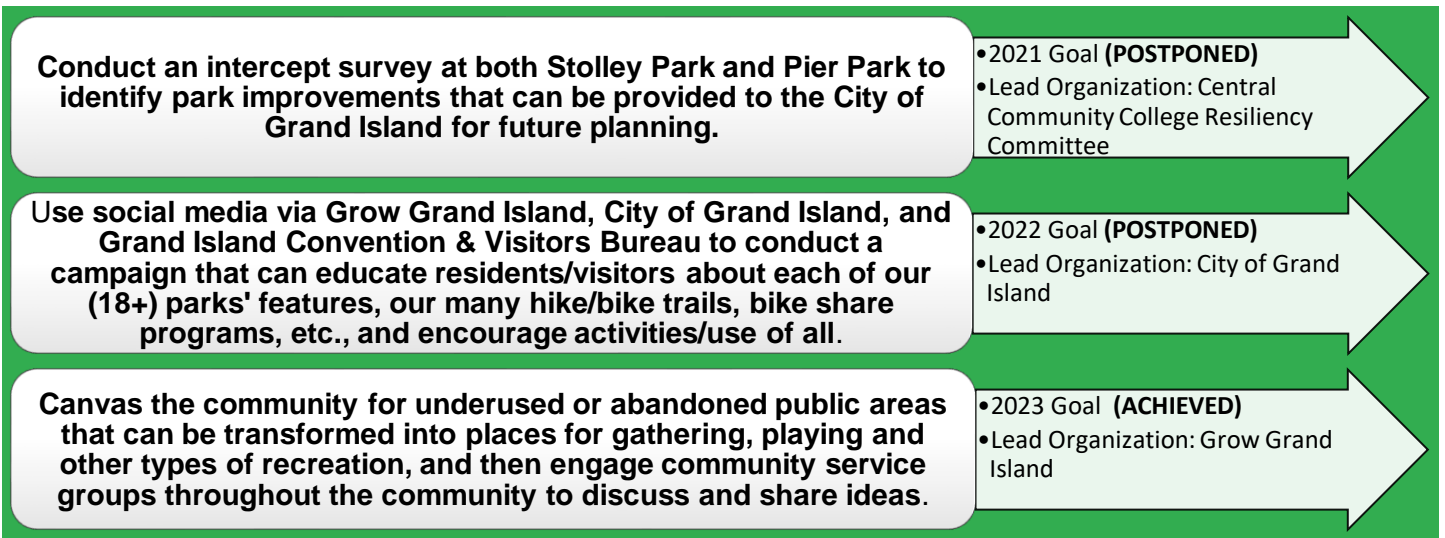 Conduct an intercept survey at both Stolley Park and Pier Park to
identify park improvements that can be provided to the City of
Grand Island for future planning.
•2021 Goal (POSTPONED)
•Lead Organization: Central
Community College Resiliency
Committee
Use social media via Grow Grand Island, City of Grand Island, and
Grand Island Convention & Visitors Bureau to conduct a
campaign that can educate residents/visitors about each of our
(18+) parks' features, our many hike/bike trails, bike share
programs, etc., and encourage activities/use of all.
•2022 Goal (POSTPONED)
•Lead Organization: City of Grand
Island
Canvas the community for underused or abandoned public areas
that can be transformed into places for gathering, playing and
other types of recreation, and then engage community service
groups throughout the community to discuss and share ideas.
•2023 Goal (ACHIEVED)
•Lead Organization: Grow Grand
Island